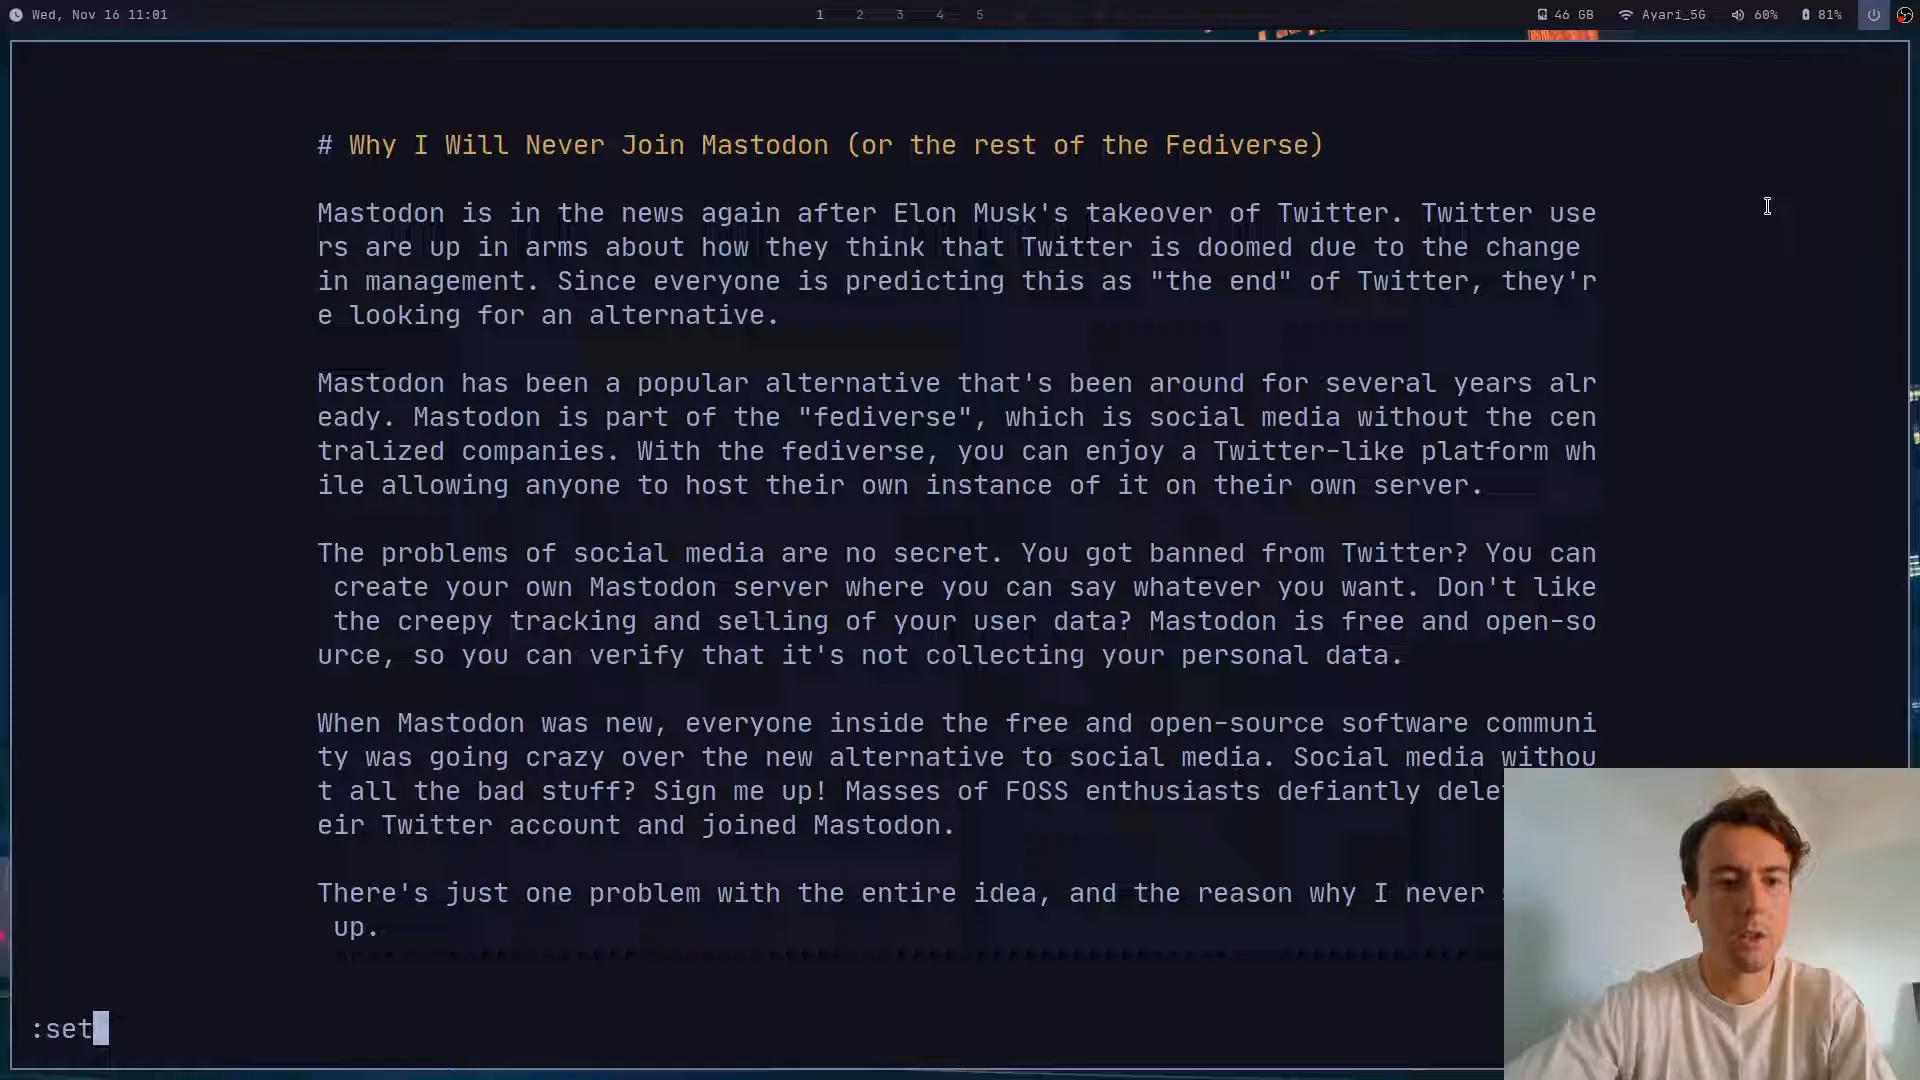 Wed, Nov 16 11:01
1 2 3 4 5
46 GB Ayari_5G 60% 81%
# Why I Will Never Join Mastodon (or the rest of the Fediverse)
Mastodon is in the news again after Elon Musk's takeover of Twitter. Twitter use
rs are up in arms about how they think that Twitter is doomed due to the change
in management. Since everyone is predicting this as "the end" of Twitter, they'r
e looking for an alternative.
Mastodon has been a popular alternative that's been around for several years alr
eady. Mastodon is part of the "fediverse", which is social media without the cen
tralized companies. With the fediverse, you can enjoy a Twitter-like platform wh
ile allowing anyone to host their own instance of it on their own server.
The problems of social media are no secret. You got banned from Twitter? You can
create your own Mastodon server where you can say whatever you want. Don't like
the creepy tracking and selling of your user data? Mastodon is free and open-so
urce, so you can verify that it's not collecting your personal data.
When Mastodon was new, everyone inside the free and open-source software communi
ty was going crazy over the new alternative to social media. Social media withou
t all the bad stuff? Sign me up! Masses of FOSS enthusiasts defiantly dele
eir Twitter account and joined Mastodon.
There's just one problem with the entire idea, and the reason why I never
up.
:set